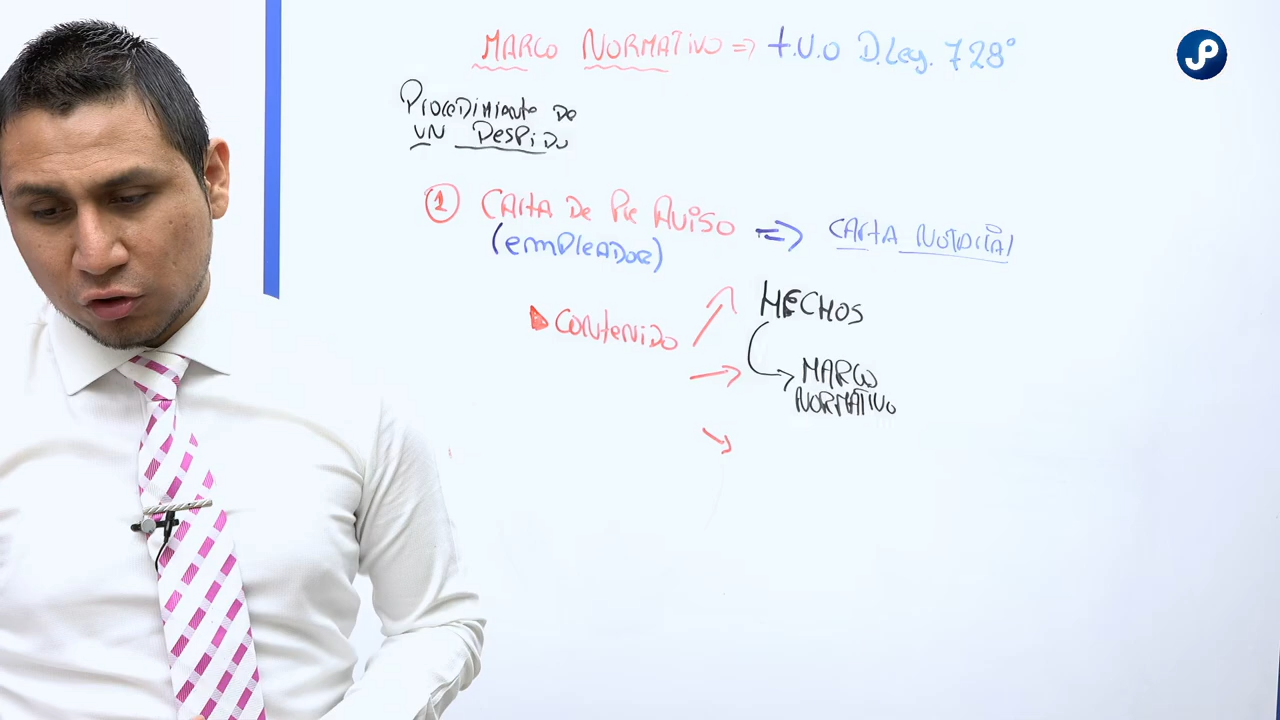 MARCO NORMATIVO => T.U.O D.Leg. 728°
Procedimiento de
un Despido
1 Carta de Pre Aviso => Carta Notarial
(empleador)
Contenido
HECHOS
MARCO
NORMATIVO
JP